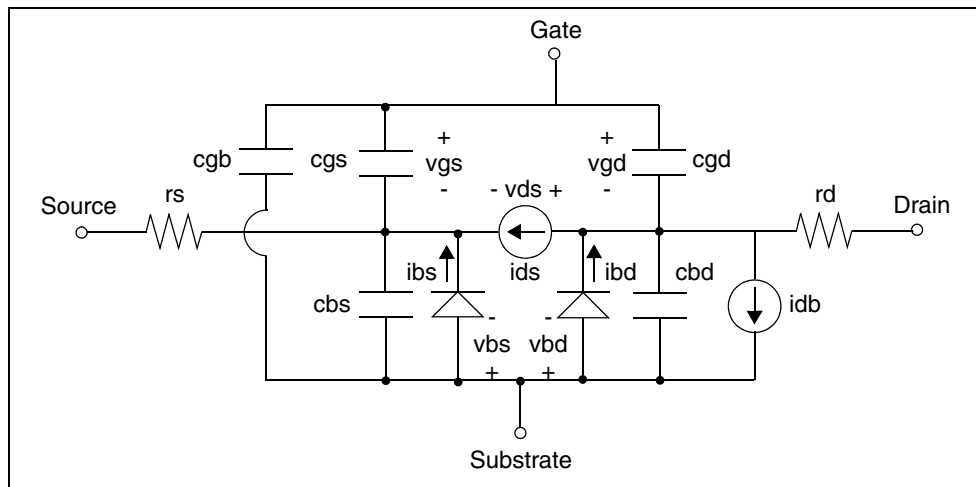 Gate
+ +
cgb cgs vgs vgd cgd
- -
rs - vds + rd
Source Drain
ids
ibs ibd cbd
cbs idb
- -
vbs vbd
+ +
Substrate